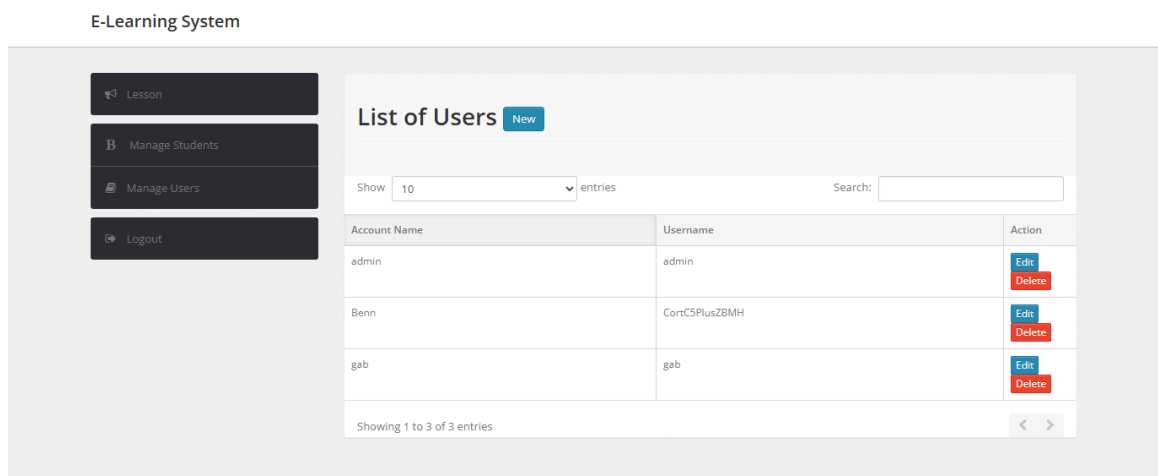 E-Learning System
Lesson
Manage Students
Manage Users
Logout
List of Users New
Show 10 entries Search:
Account Name Username Action
admin admin Edit
Delete
Benn CortC5PlusZBMH Edit
Delete
gab gab Edit
Delete
Showing 1 to 3 of 3 entries